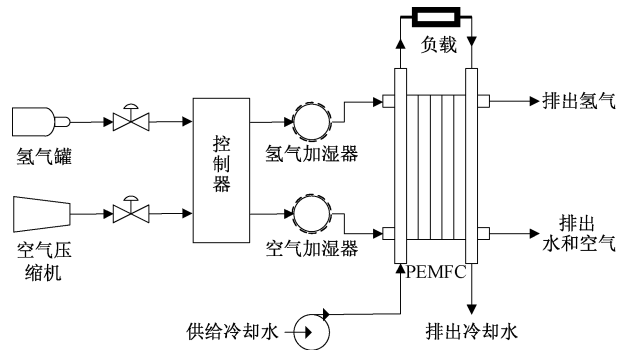 负载
氢气罐
控制器
氢气加湿器
排出氢气
空气压
缩机
空气加湿器
排出
水和空气
PEMFC
供给冷却水
排出冷却水